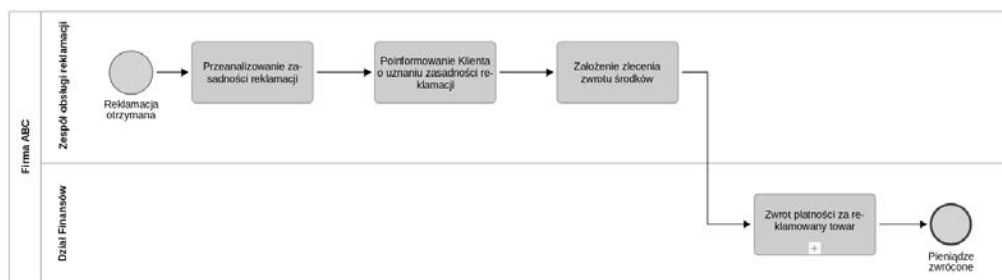 Firma ABC
Zespół obsługi reklamacji
Reklamacja
otrzymana
Przeanalizowanie za-
sadności reklamacji
Poinformowanie Klienta
o uznaniu zasadności re-
klamacji
Założenie zlecenia
zwrotu środków
Dział Finansów
Zwrot płatności za re-
klamowany towar
Pieniądze
zwrócone